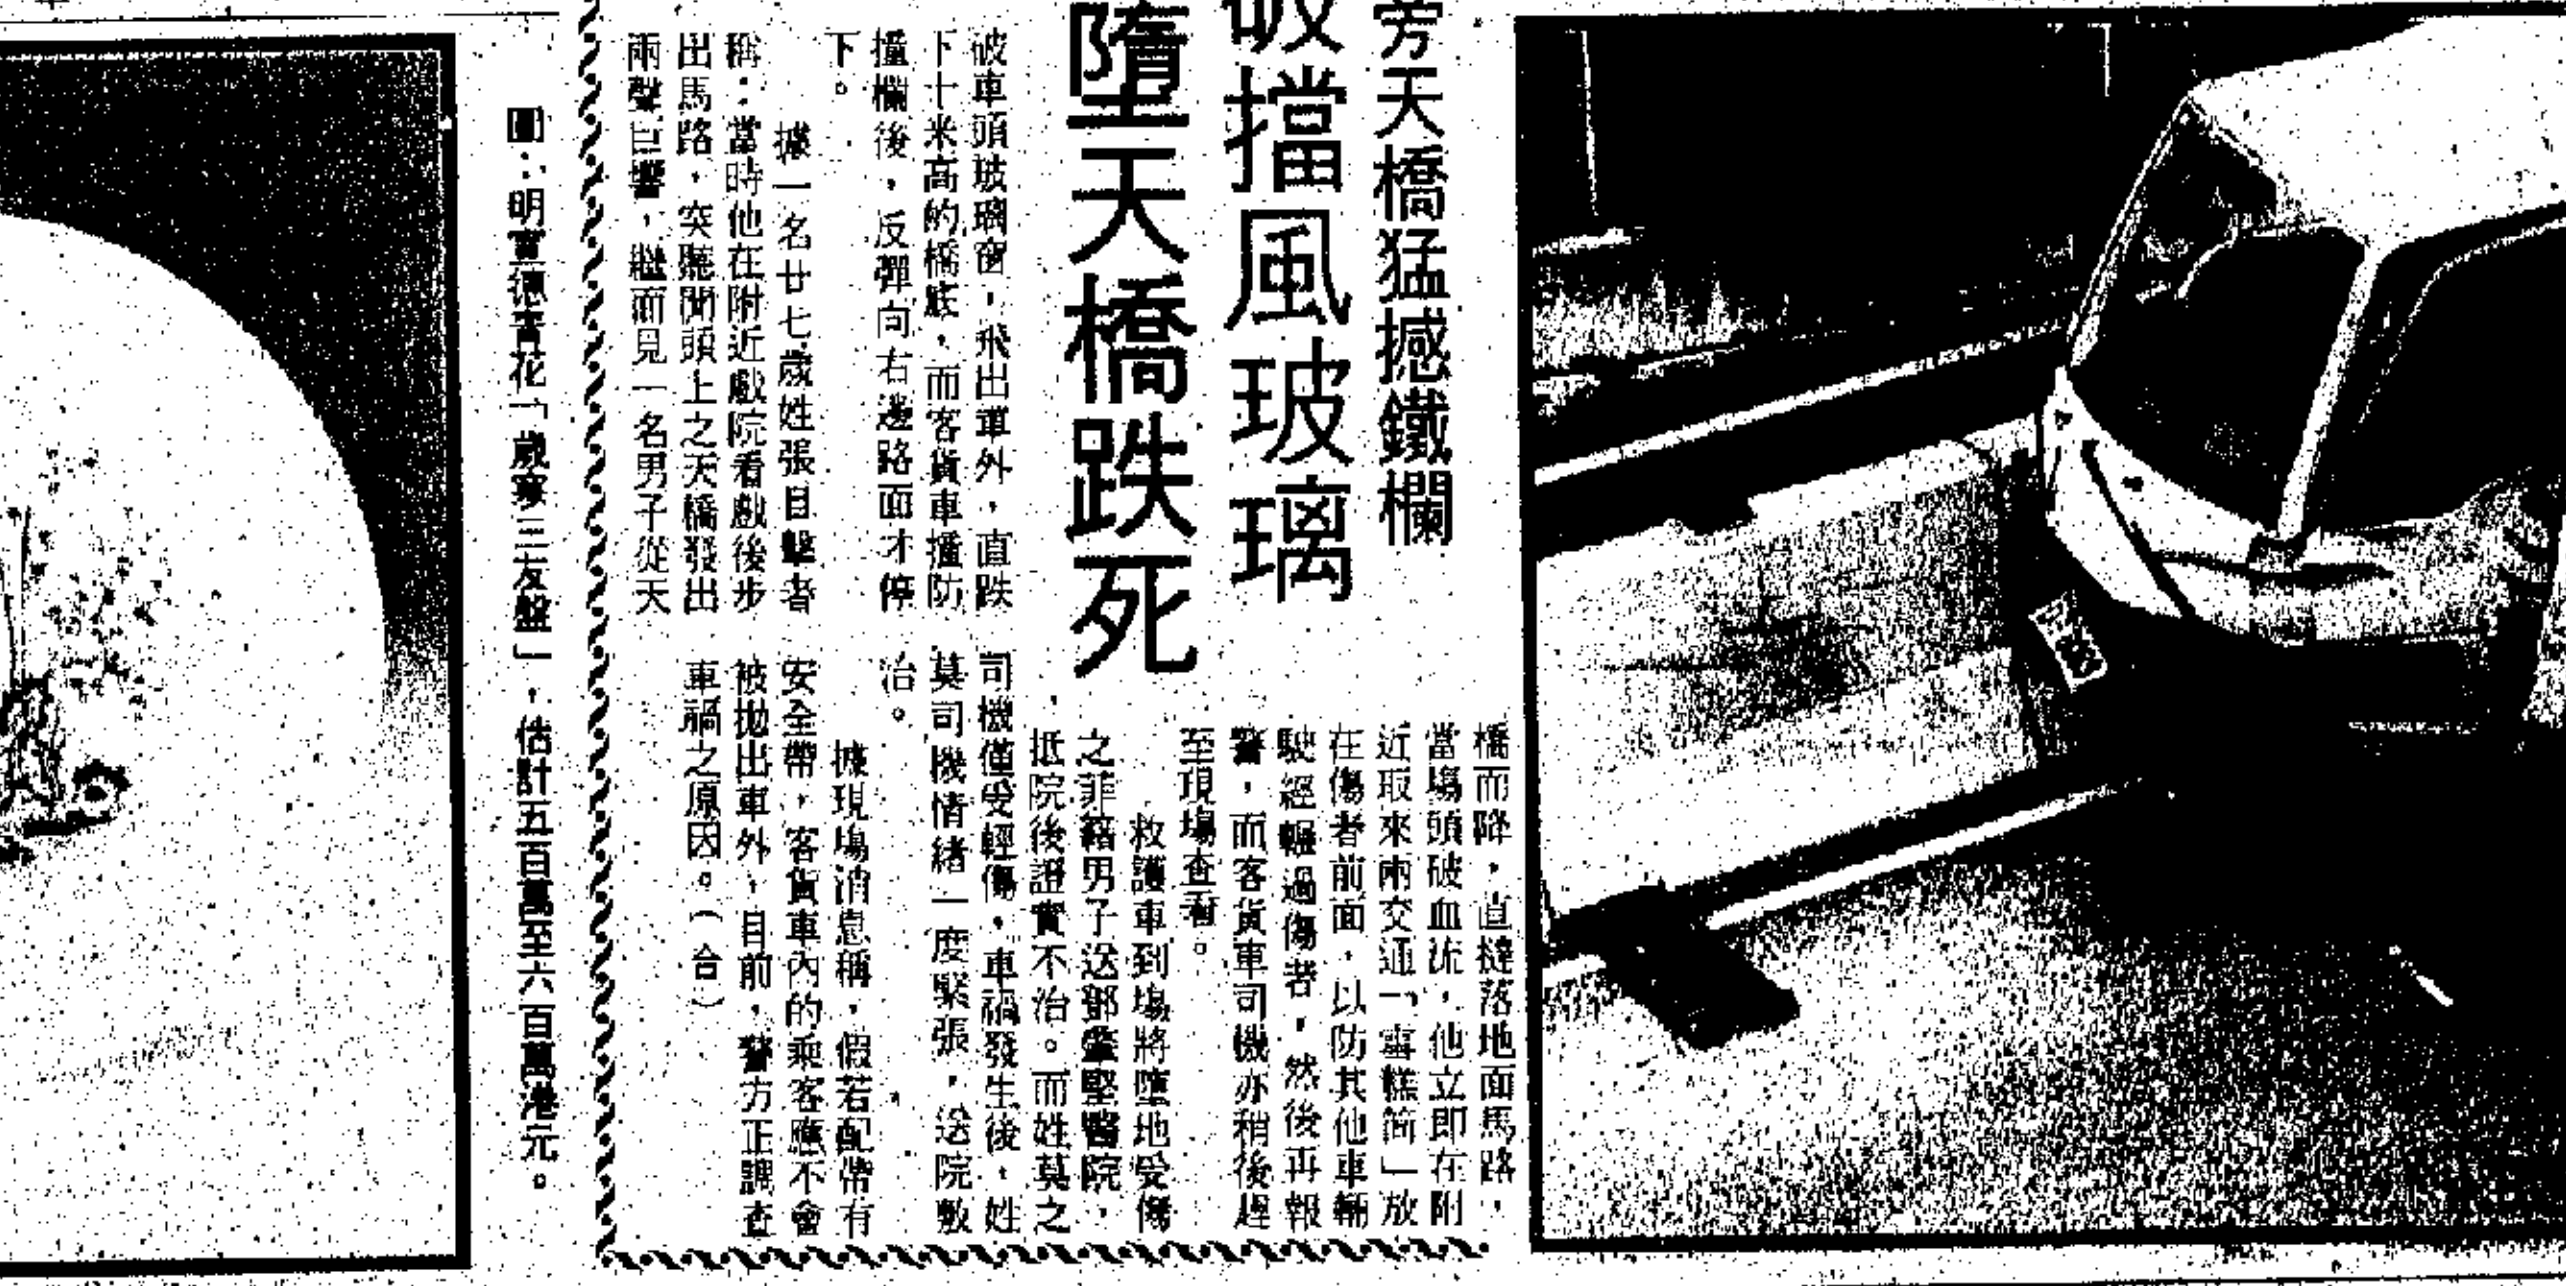 旁天橋猛撼鐵欄
破擋風玻璃
墮天橋跌死
破車頭玻璃窗，飛出車外，直跌
下十米高的橋底，而客貨車撞防
撞欄後，反彈向右邊路面才停
下。
據一名廿七歲姓張目擊者
稱：當時他在附近戲院看戲後步
出馬路，突聽聞頭上之天橋發出
兩聲巨響，繼而見一名男子從天
橋而降，直撻落地面馬路，
當場頭破血流，他立即在附
近取來兩交通「雪糕筒」放
在傷者前面，以防其他車輛
駛經輾過傷者，然後再報
警，而客貨車司機亦稍後趕
至現場查看。
救護車到場將墮地受傷
之菲籍男子送鄧肇堅醫院，
抵院後證實不治。而姓莫之
司機僅受輕傷，車禍發生後，姓
莫司機情緒一度緊張，送院敷
治。
據現場消息稱，假若配帶有
安全帶，客貨車內的乘客應不會
被拋出車外，目前，警方正調查
車禍之原因。（合）
圖：明宣德青花「歲寒三友盤」，估計五百萬至六百萬港元。